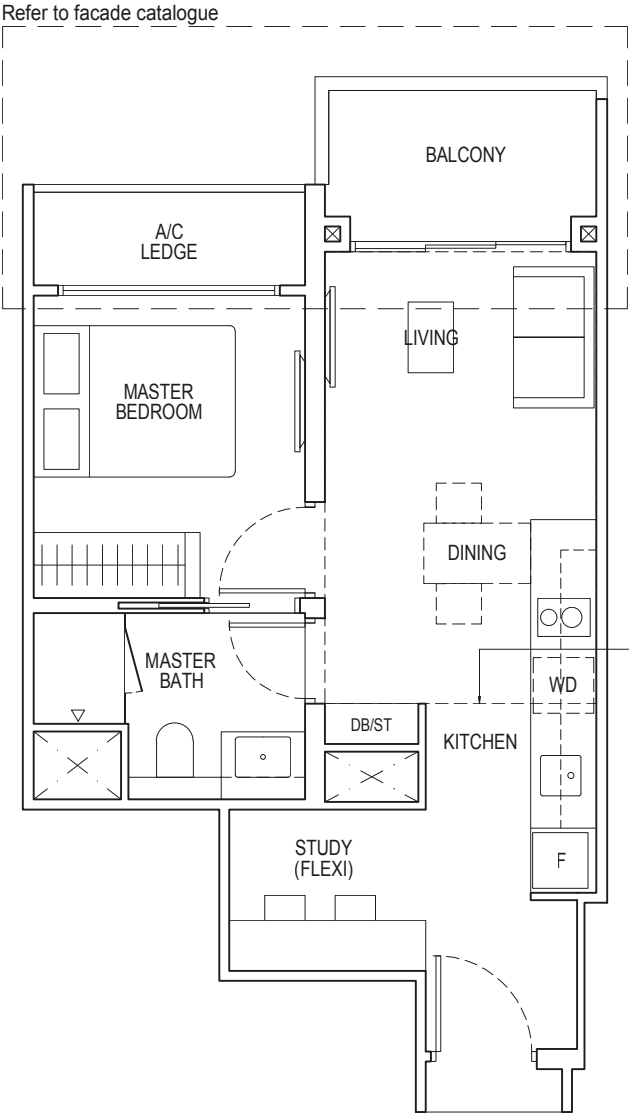 Refer to facade catalogue
BALCONY
A/C
LEDGE
LIVING
MASTER
BEDROOM
DINING
MASTER
BATH
WD
DB/ST
KITCHEN
STUDY
(FLEXI)
F